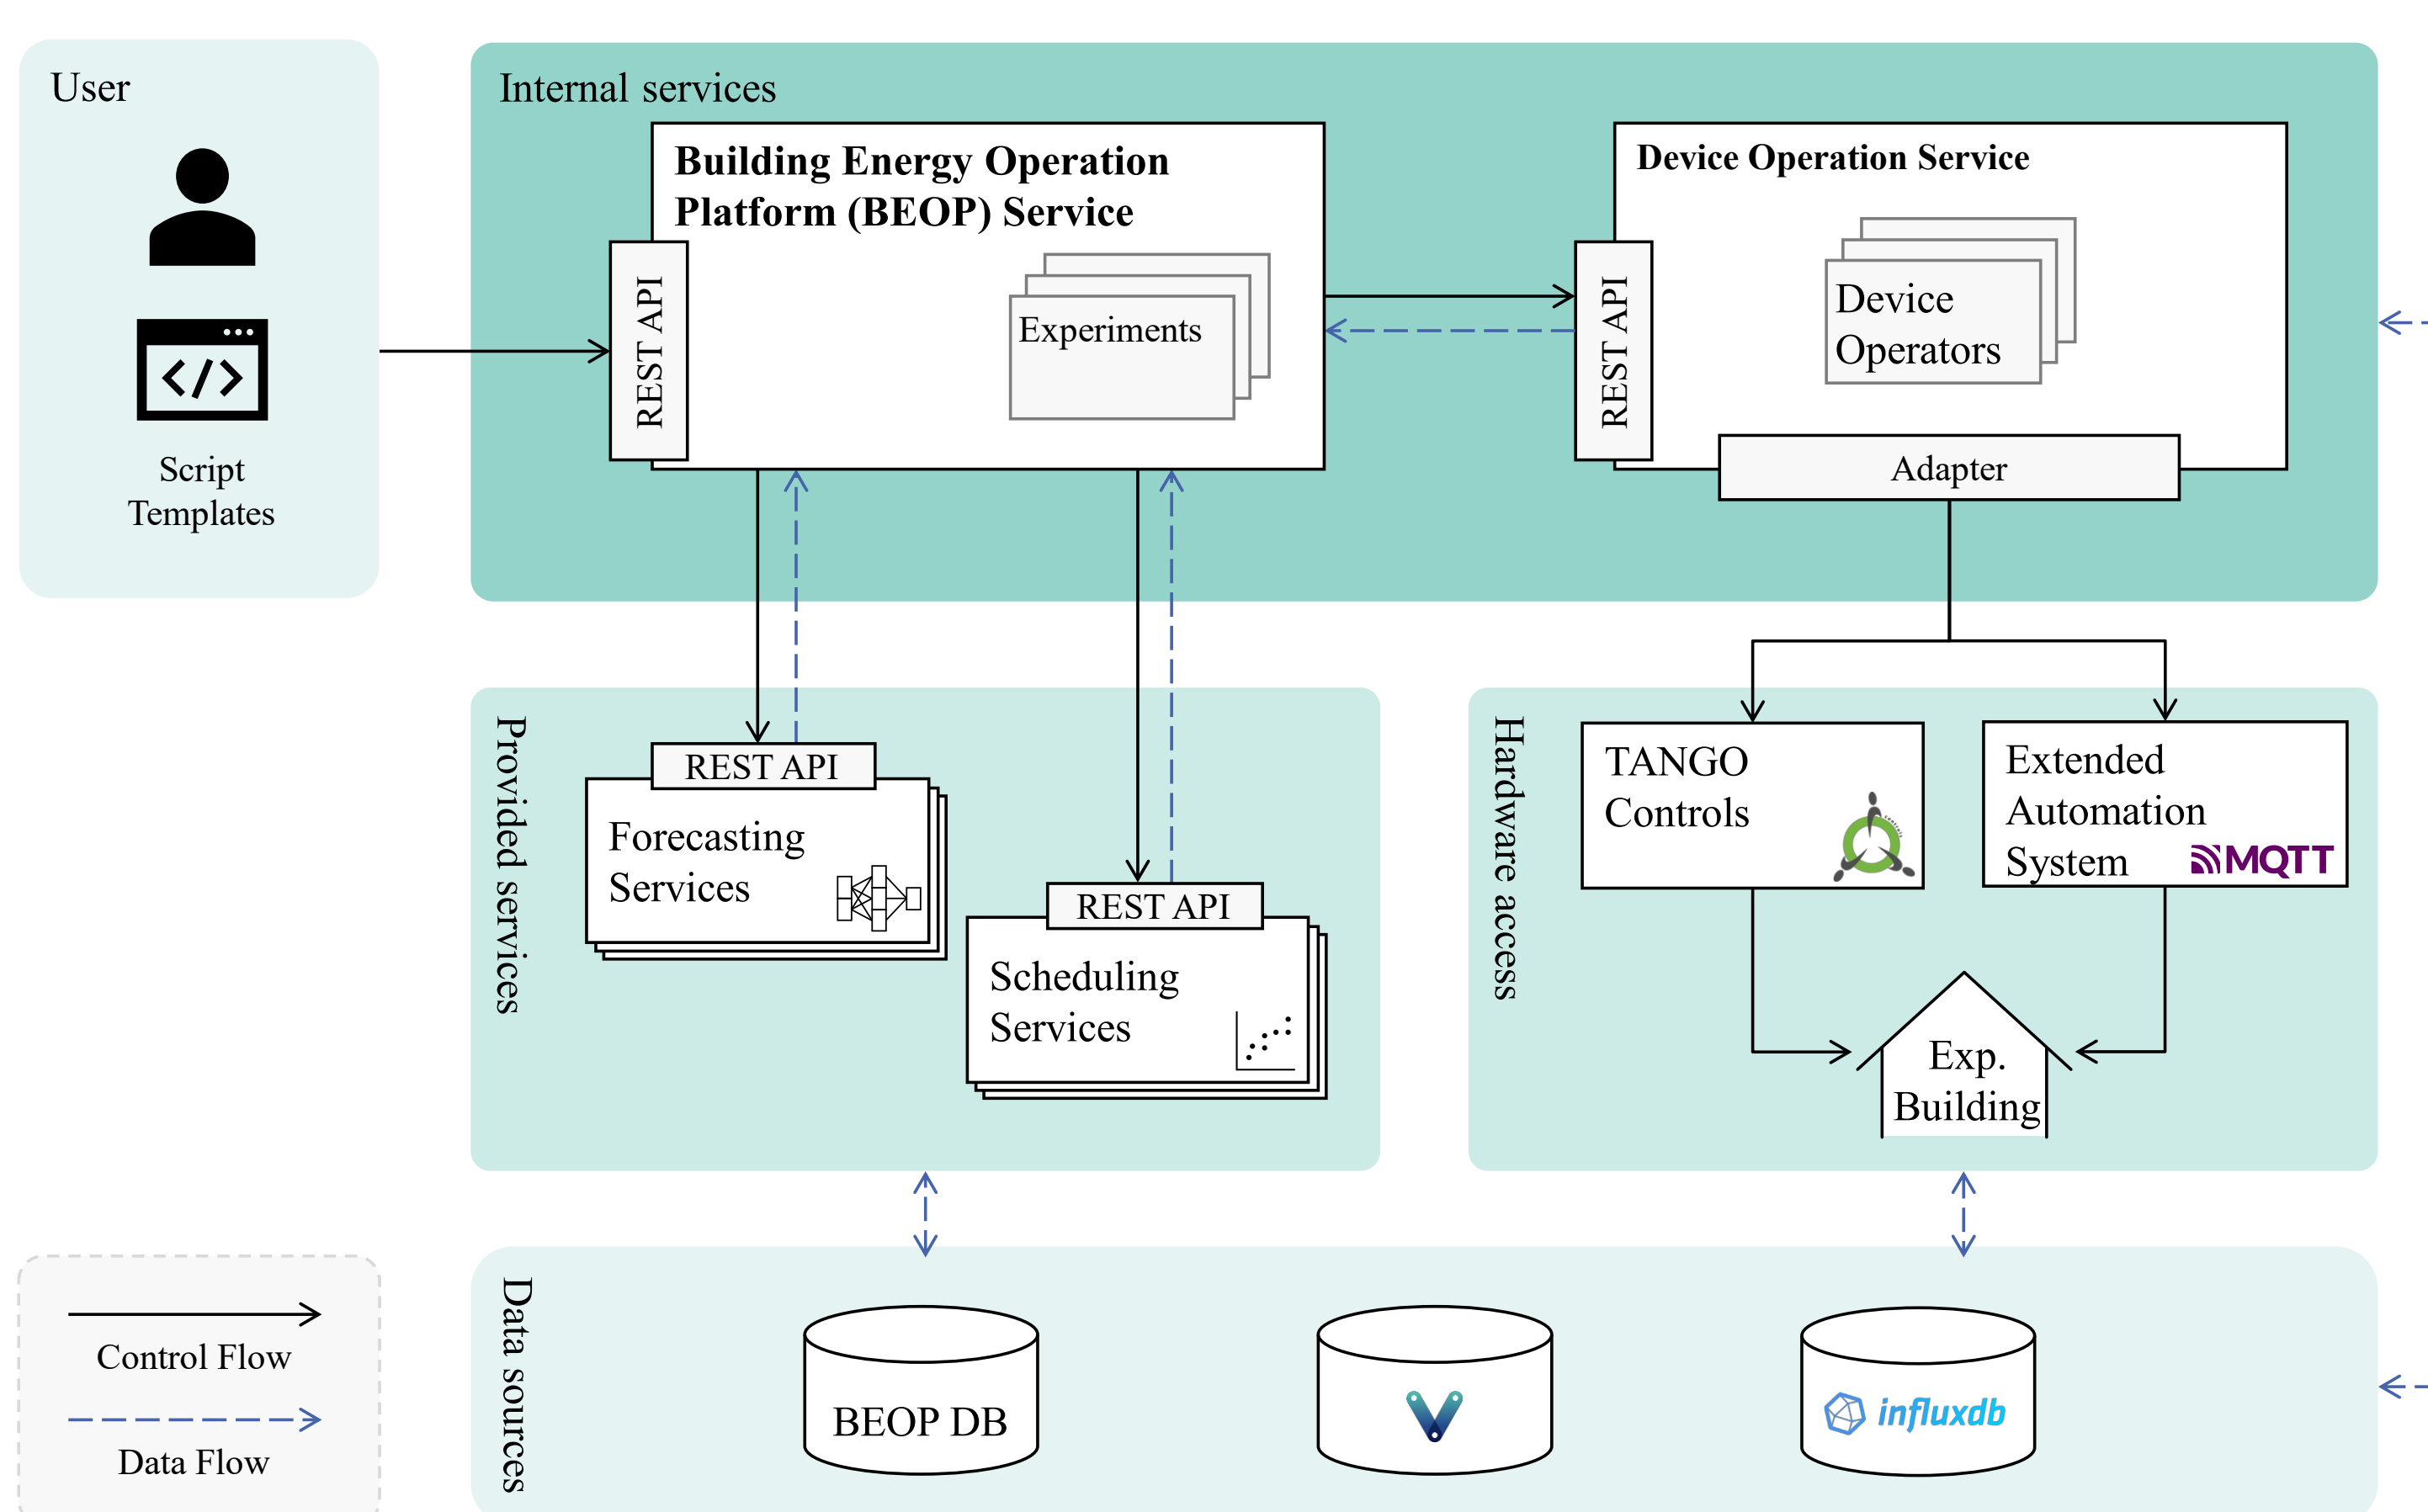 User
Script
Templates
Internal services
Building Energy Operation
Platform (BEOP) Service
REST API
Experiments
Device Operation Service
REST API
Device
Operators
Adapter
Provided services
REST API
Forecasting
Services
REST API
Scheduling
Services
Hardware access
TANGO
Controls
Extended
Automation
System
MQTT
Exp.
Building
Control Flow
Data Flow
Data sources
BEOP DB
influxdb